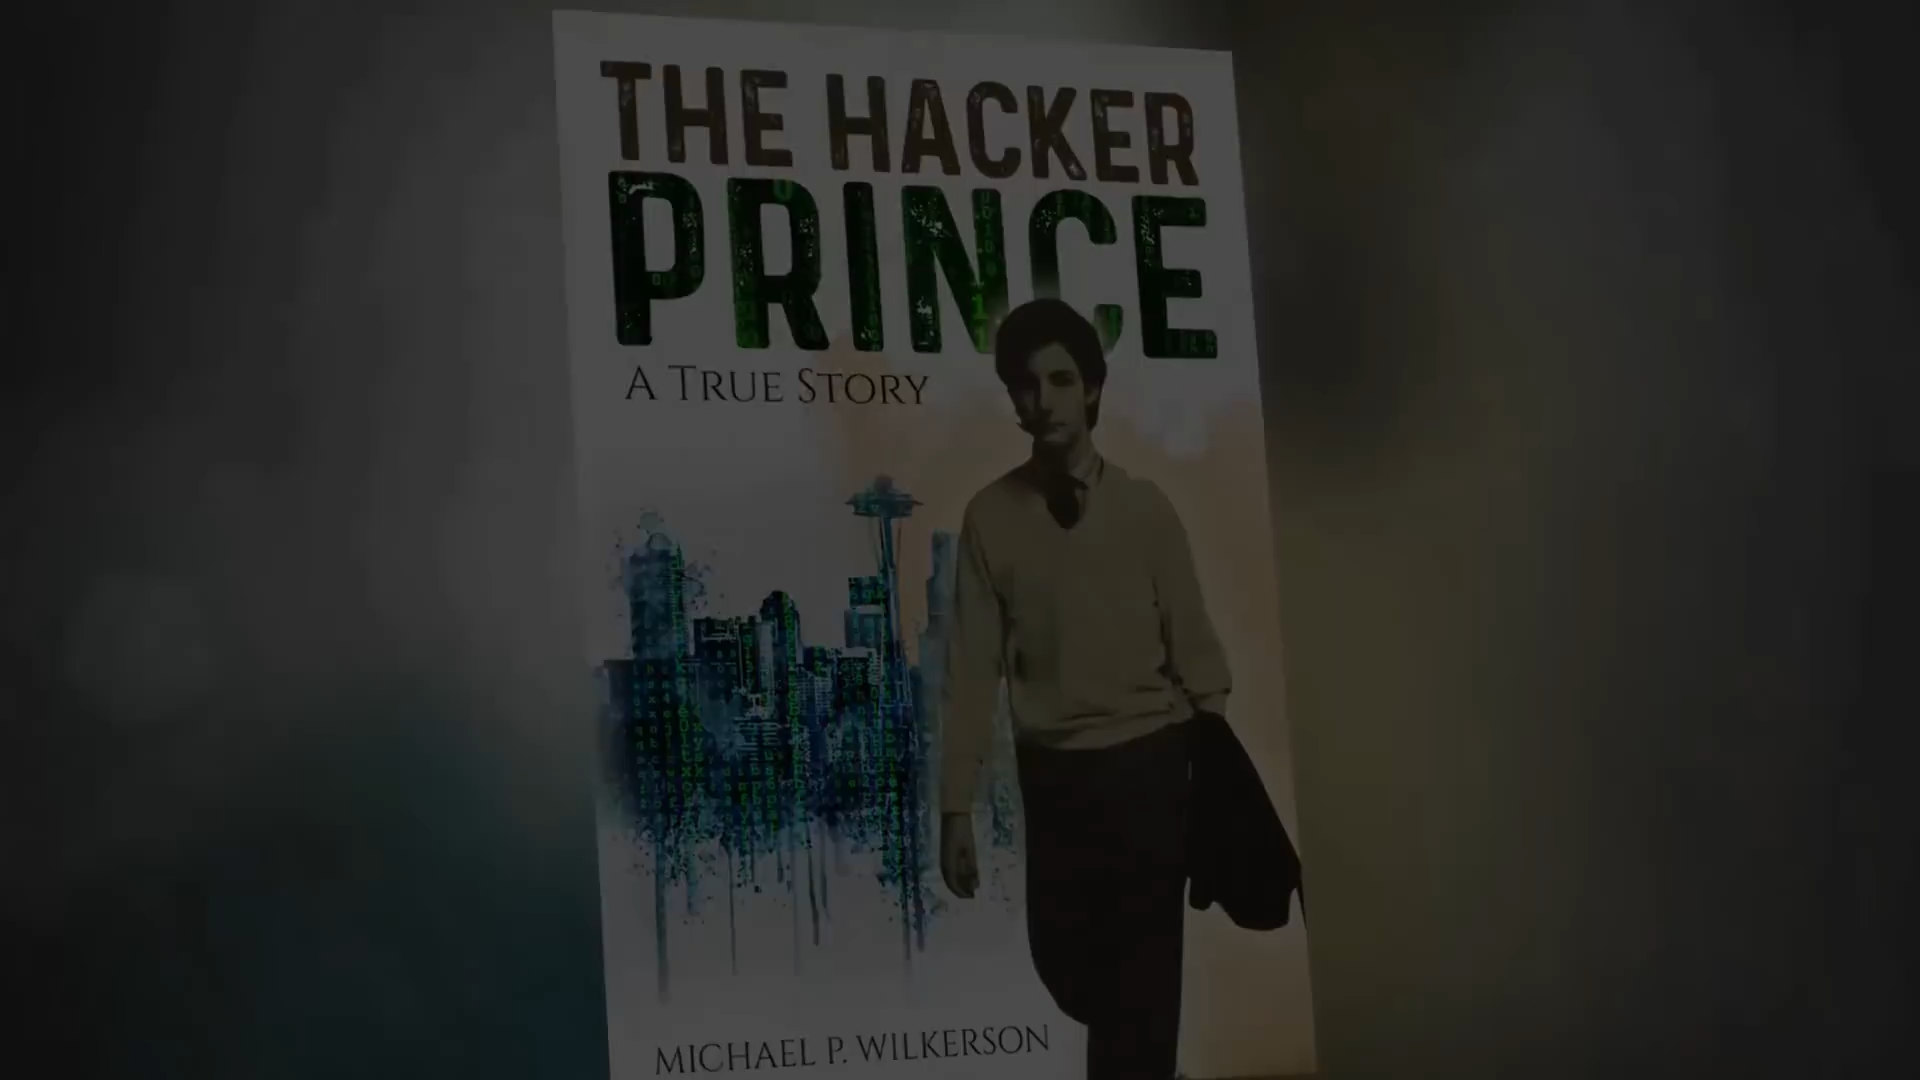 THE HACKER
PRINCE
A TRUE STORY
MICHAEL P. WILKERSON